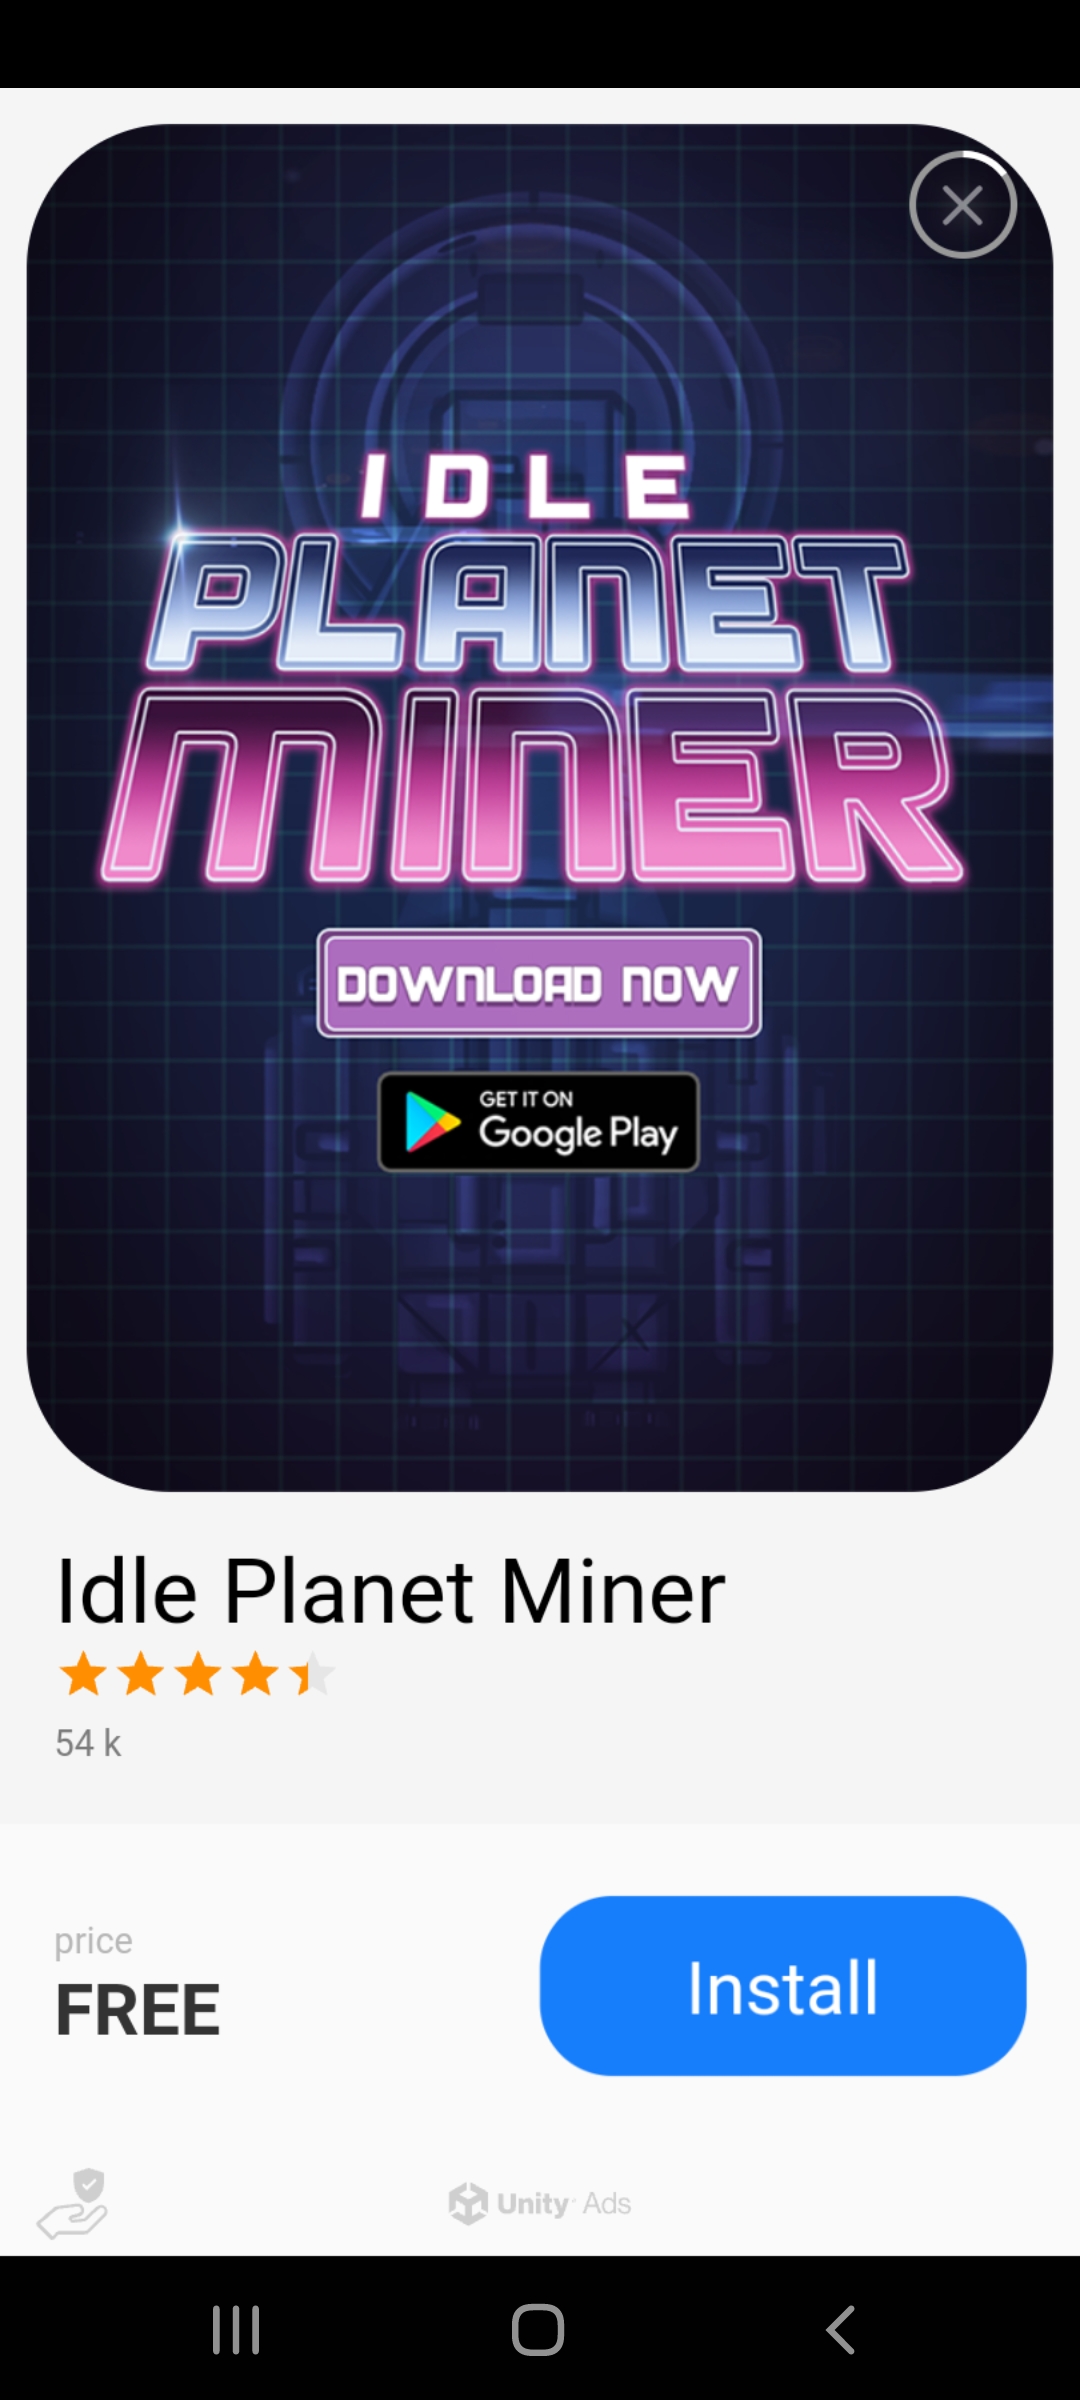 IDLE
PLANET
MINER
DOWNLOAD NOW
GET IT ON
Google Play
Idle Planet Miner
54 k
price
FREE
Install
Unity Ads